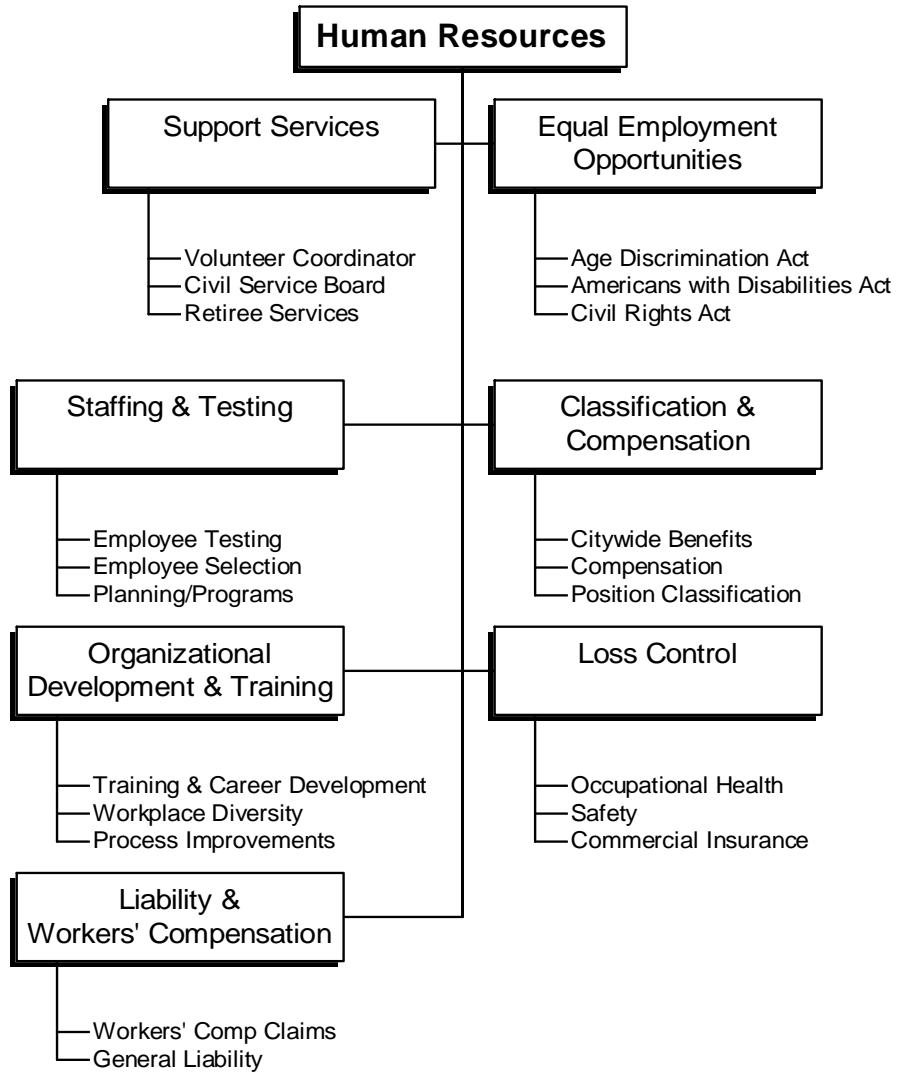 Human Resources
Support Services
Volunteer Coordinator
Civil Service Board
Retiree Services
Equal Employment
Opportunities
Age Discrimination Act
Americans with Disabilities Act
Civil Rights Act
Staffing & Testing
Employee Testing
Employee Selection
Planning/Programs
Classification &
Compensation
Citywide Benefits
Compensation
Position Classification
Organizational
Development & Training
Training & Career Development
Workplace Diversity
Process Improvements
Loss Control
Occupational Health
Safety
Commercial Insurance
Liability &
Workers' Compensation
Workers' Comp Claims
General Liability